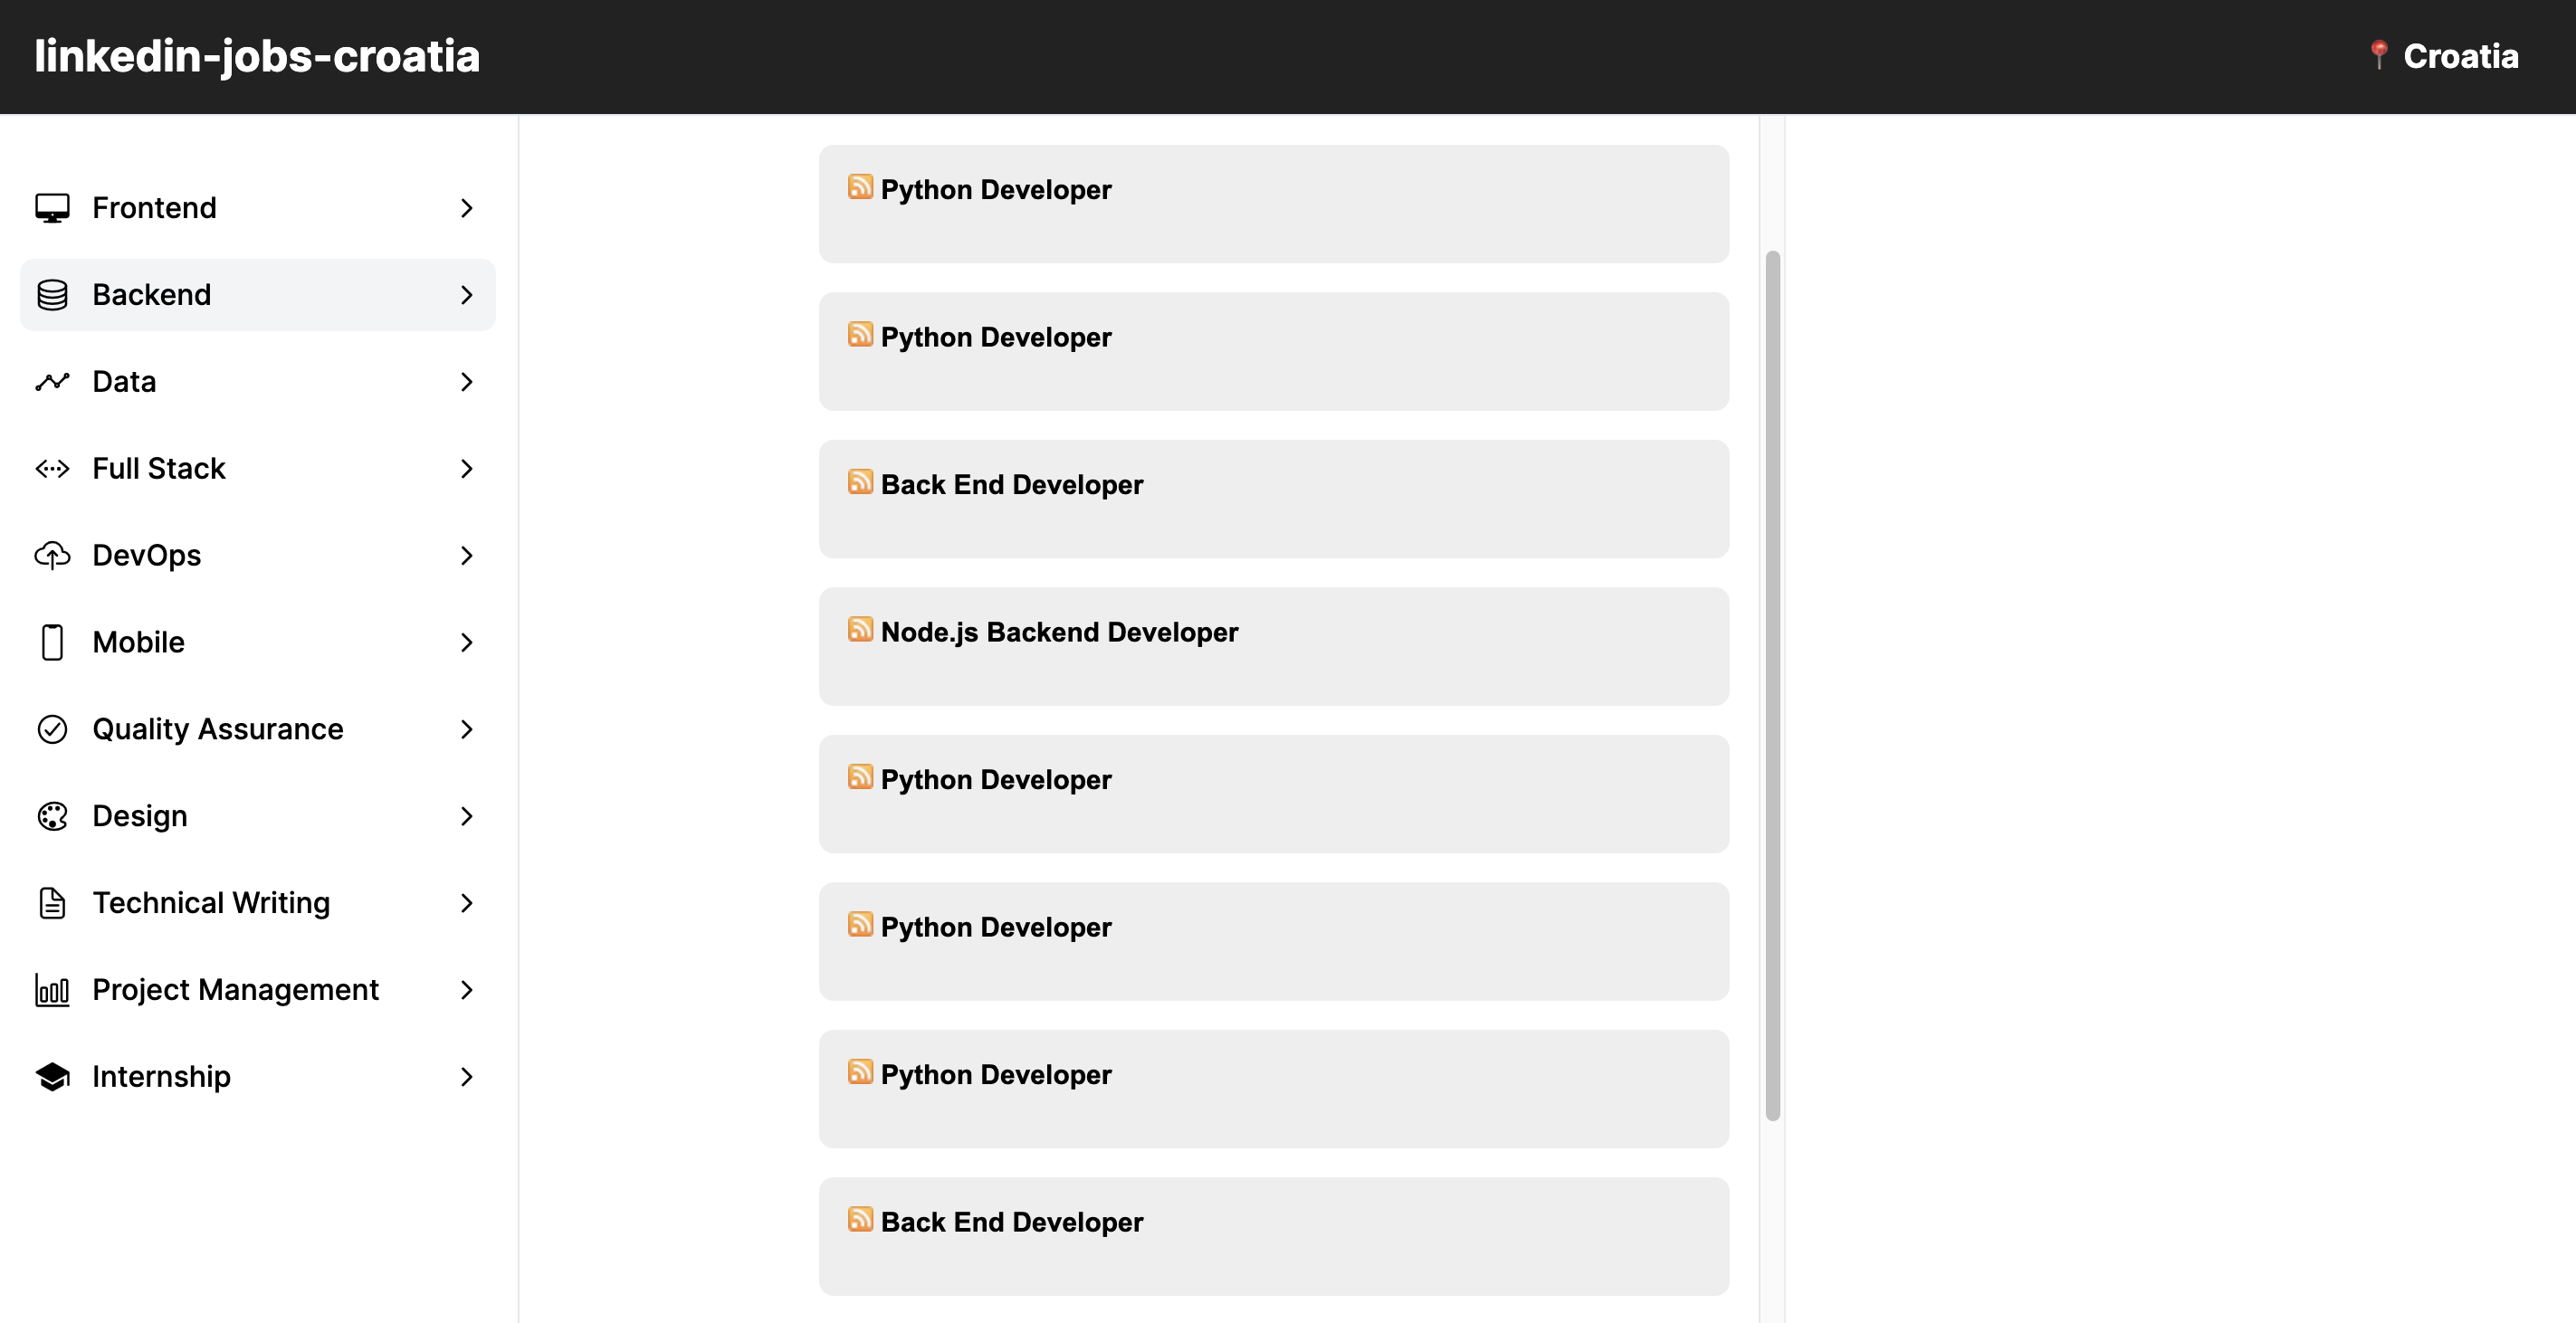 linkedin-jobs-croatia
Croatia
Frontend
Backend
Data
Full Stack
DevOps
Mobile
Quality Assurance
Design
Technical Writing
Project Management
Internship
Python Developer
Python Developer
Back End Developer
Node.js Backend Developer
Python Developer
Python Developer
Python Developer
Back End Developer